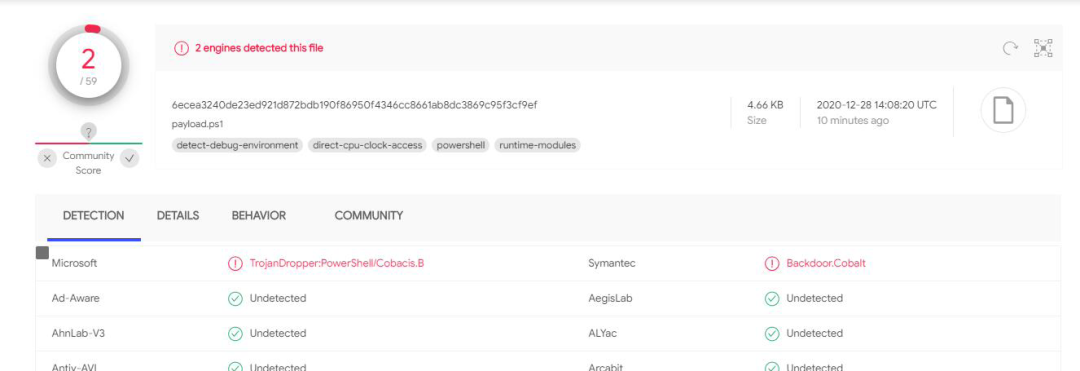 2
/ 59
?
Community
Score
2 engines detected this file
6ecea3240de23ed921d872bdb190f86950f4346cc8661ab8dc3869c95f3cf9ef
payload.ps1
detect-debug-environment direct-cpu-clock-access powershell runtime-modules
4.66 KB
Size
2020-12-28 14:08:20 UTC
10 minutes ago
DETECTION DETAILS BEHAVIOR COMMUNITY
Microsoft TrojanDropper:PowerShell/Cobacis.B Symantec Backdoor.Cobalt
Ad-Aware Undetected AegisLab Undetected
AhnLab-V3 Undetected ALYac Undetected
Antiy-AVL Undetected Arcabit Undetected